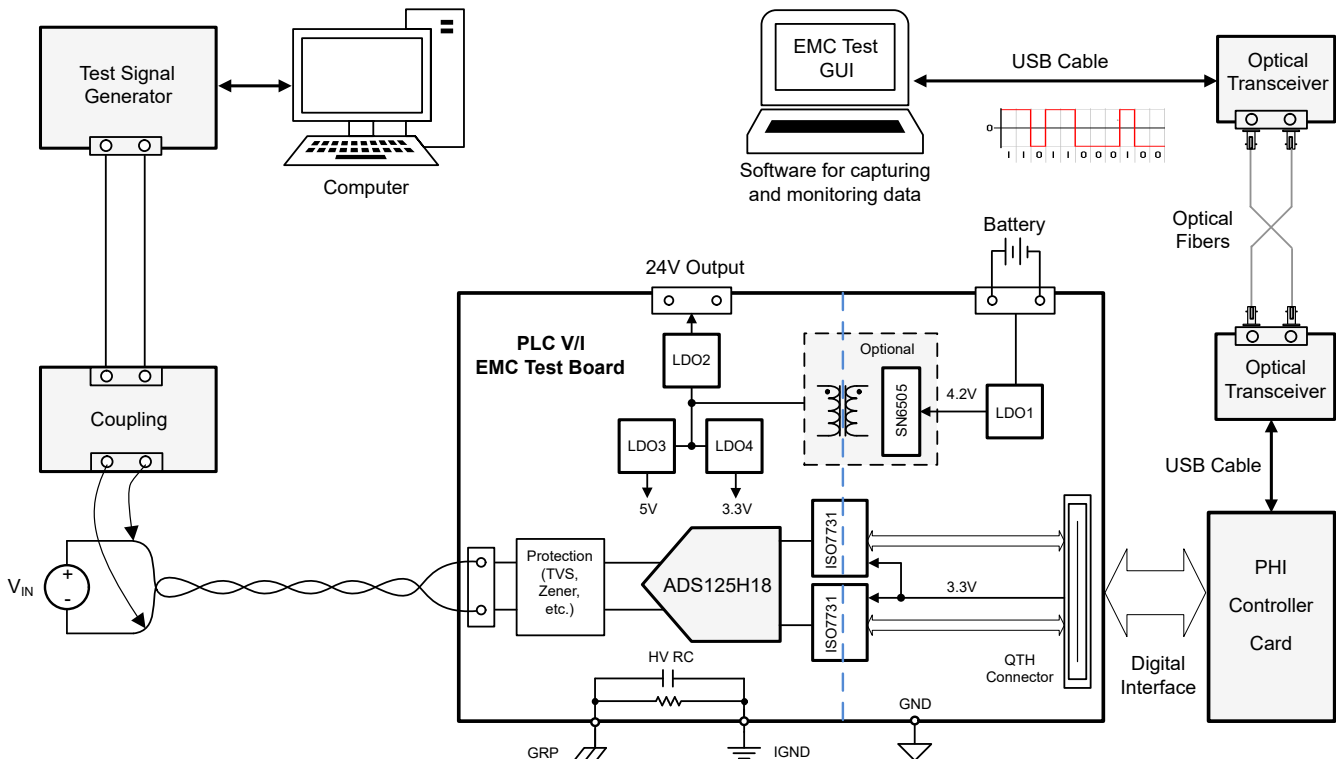 Test Signal
Generator
Computer
EMC Test
GUI
USB Cable
Optical
Transceiver
0
1 1 0 1 1 0 0 0 1 0 0
Software for capturing
and monitoring data
Optical
Fibers
Battery
24V Output
Coupling
PLC V/I
EMC Test Board
LDO2
Optional
SN6505
4.2V
LDO1
Optical
Transceiver
LDO3
LDO4
5V
3.3V
USB Cable
VIN
+
-
Protection
(TVS,
Zener,
etc.)
ADS125H18
ISO7731
ISO7731
3.3V
QTH
Connector
Digital
Interface
PHI
Controller
Card
HV RC
GRP
IGND
GND